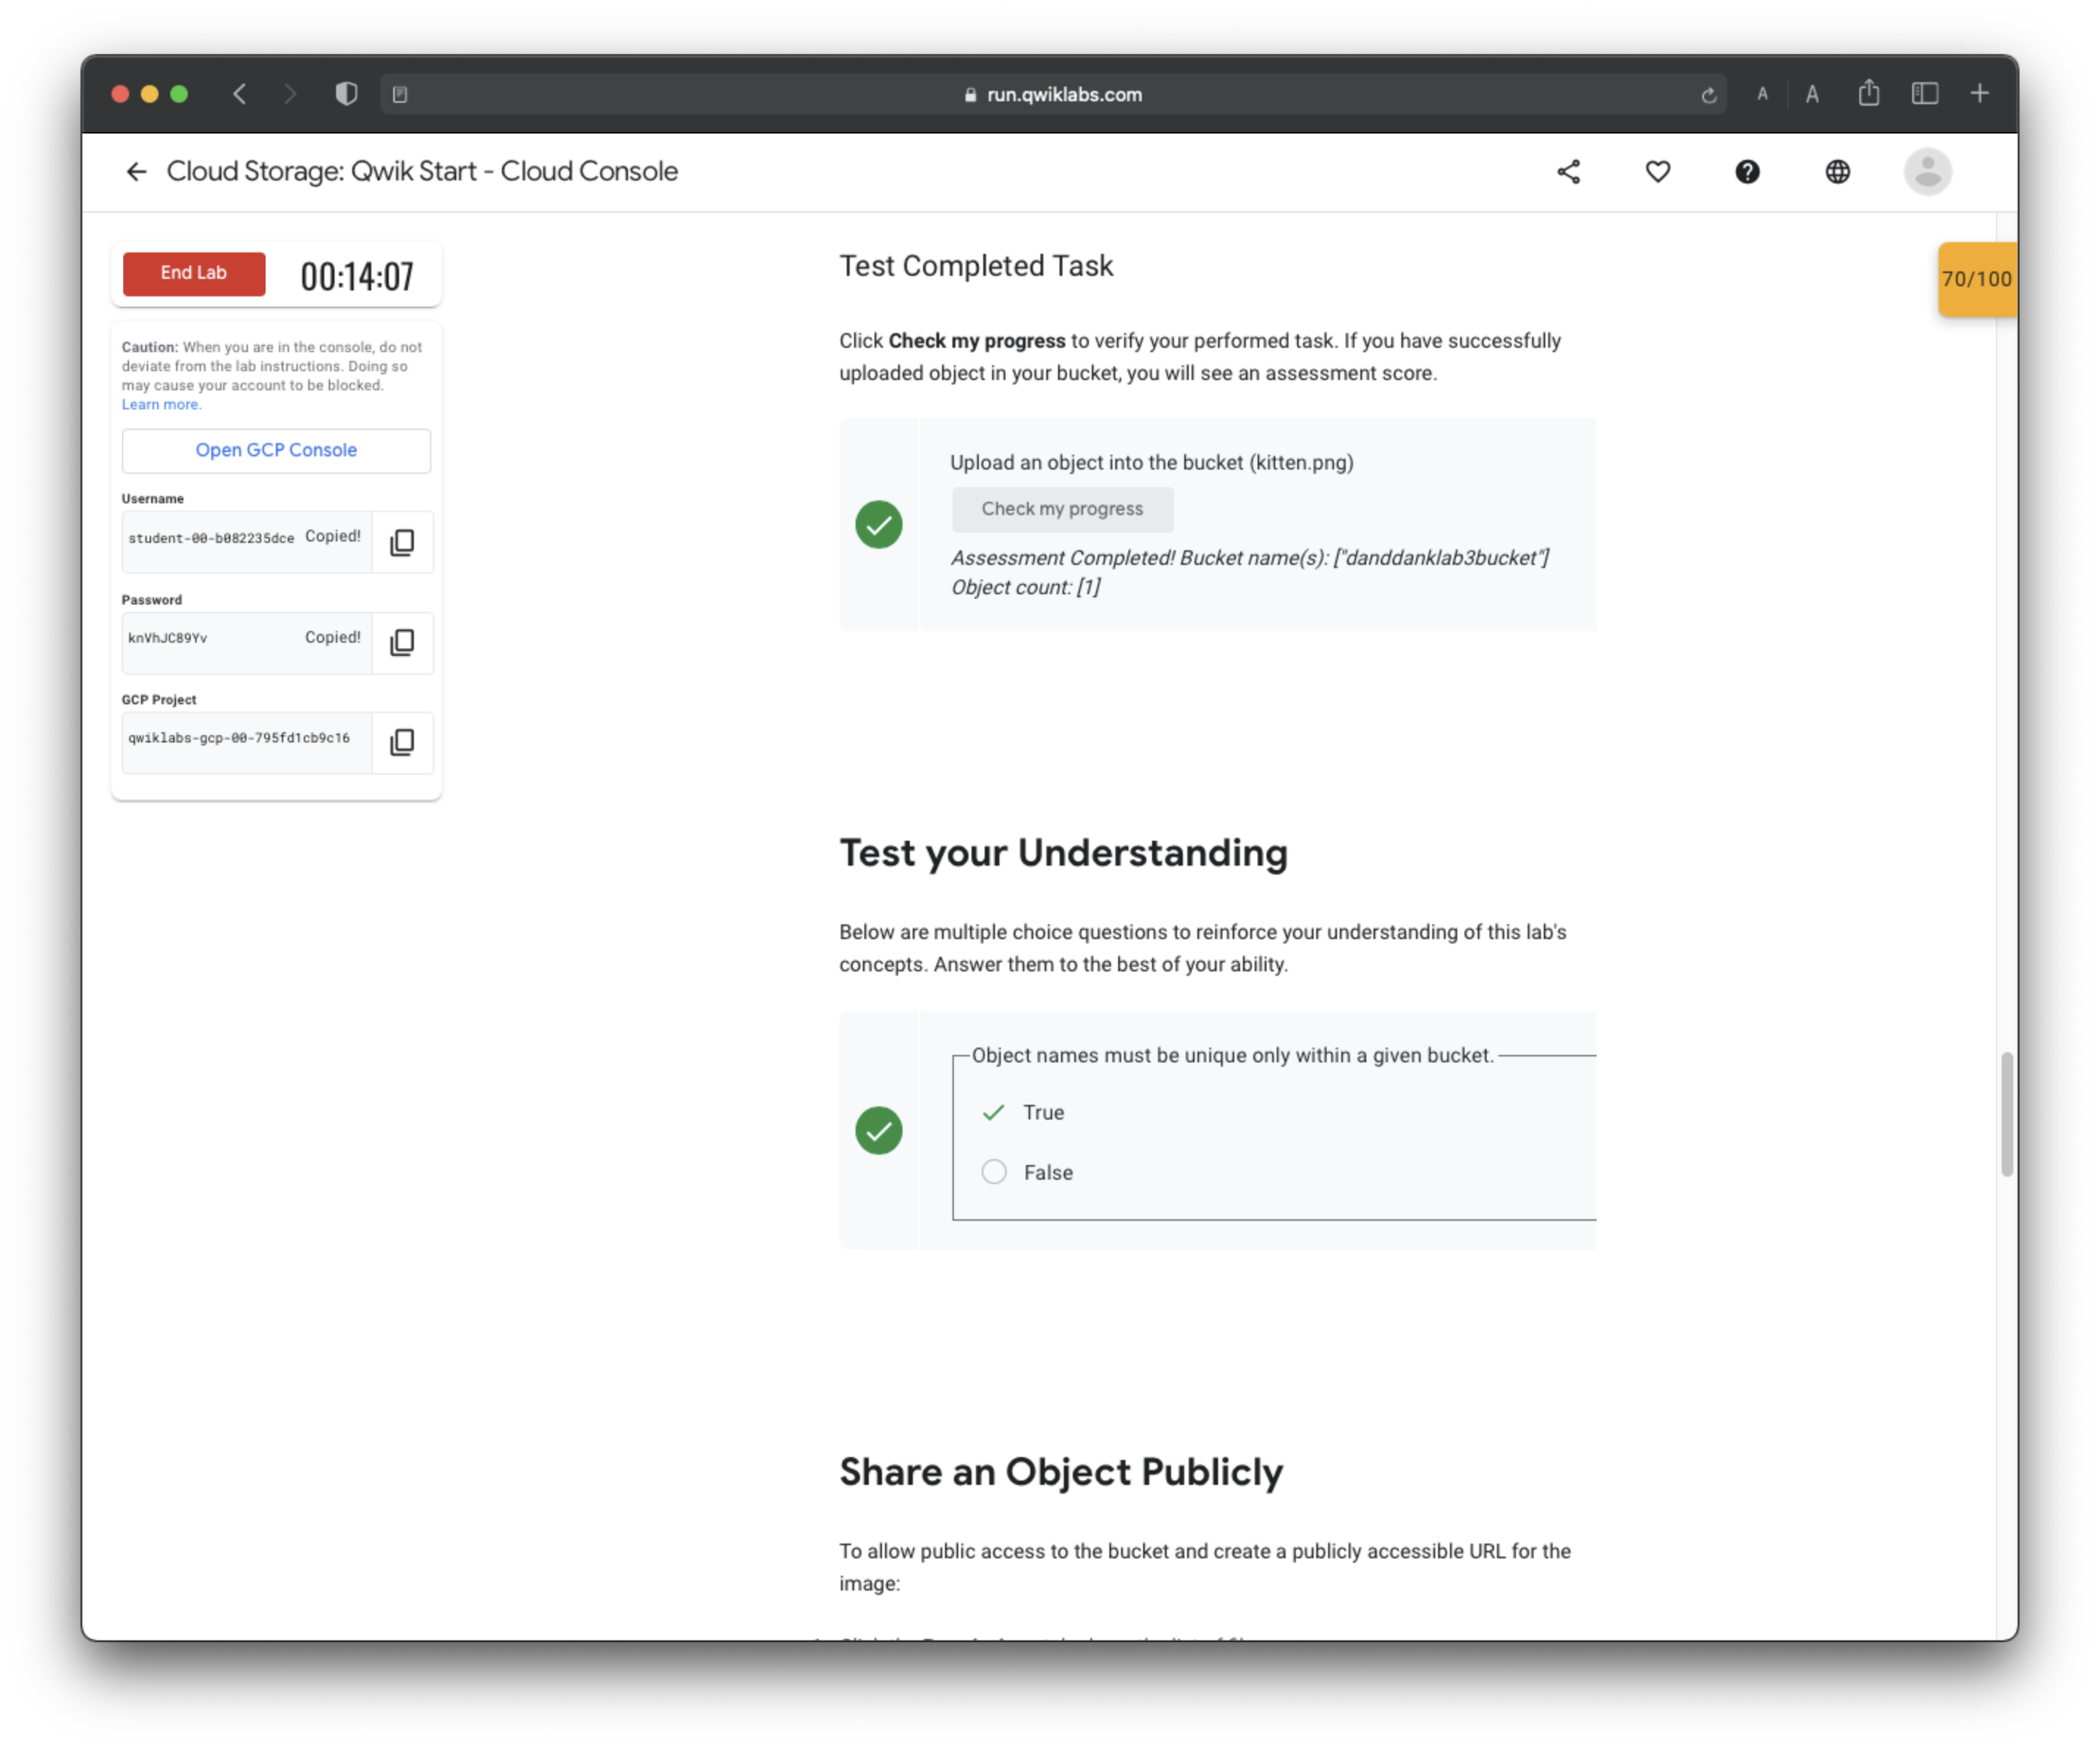 run.qwiklabs.com
A A
Cloud Storage: Qwik Start - Cloud Console
End Lab 00:14:07
Caution: When you are in the console, do not
deviate from the lab instructions. Doing so
may cause your account to be blocked.
Learn more.
Open GCP Console
Username
student-00-b082235dce Copied!
Password
knVhJC89Yv Copied!
GCP Project
qwiklabs-gcp-00-795fd1cb9c16
70/100
Test Completed Task
Click Check my progress to verify your performed task. If you have successfully
uploaded object in your bucket, you will see an assessment score.
Upload an object into the bucket (kitten.png)
Check my progress
Assessment Completed! Bucket name(s): ["danddanklab3bucket"]
Object count: [1]
Test your Understanding
Below are multiple choice questions to reinforce your understanding of this lab's
concepts. Answer them to the best of your ability.
Object names must be unique only within a given bucket.
True
False
Share an Object Publicly
To allow public access to the bucket and create a publicly accessible URL for the
image: